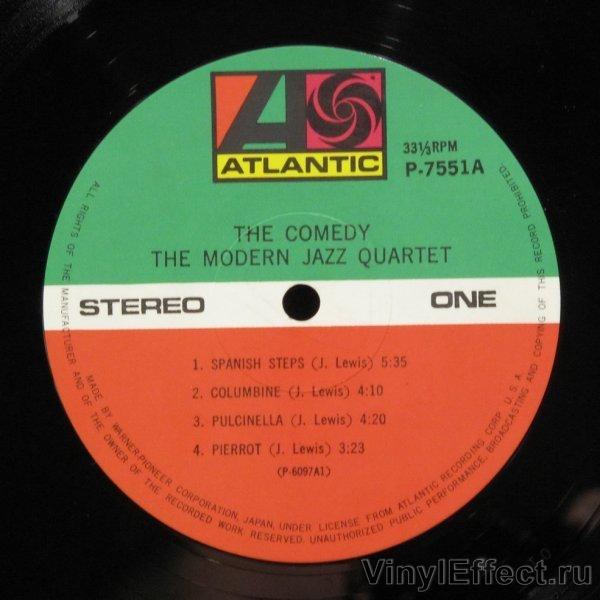 ATLANTIC
33⅓RPM
P-7551A
THE COMEDY
THE MODERN JAZZ QUARTET
STEREO
ONE
1. SPANISH STEPS (J. Lewis) 5:35
2. COLUMBINE (J. Lewis) 4:10
3. PULCINELLA (J. Lewis) 4:20
4. PIERROT (J. Lewis) 3:23
(P-6097A1)
ALL RIGHTS OF THE MANUFACTURER AND OF THE OWNER OF THE RECORDED WORK RESERVED. UNAUTHORIZED PUBLIC PERFORMANCE, BROADCASTING AND COPYING OF THIS RECORD PROHIBITED.
MADE BY WARNER-PIONEER CORPORATION, JAPAN, UNDER LICENSE FROM ATLANTIC RECORDING CORP. U.S.A.
VinylEffect.ru